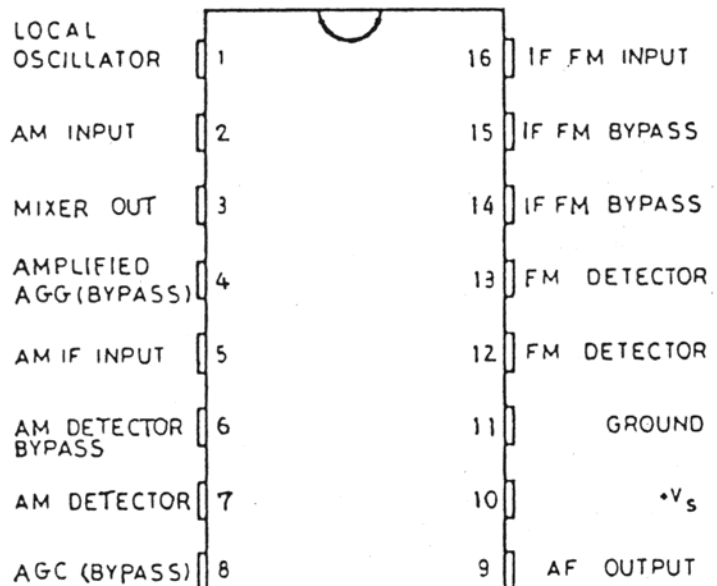 LOCAL
OSCILLATOR 1
AM INPUT 2
MIXER OUT 3
AMPLIFIED
AGG (BYPASS) 4
AM IF INPUT 5
AM DETECTOR 6
BYPASS
AM DETECTOR 7
AGC (BYPASS) 8
16 IF FM INPUT
15 IF FM BYPASS
14 IF FM BYPASS
13 FM DETECTOR
12 FM DETECTOR
11 GROUND
10 +Vs
9 AF OUTPUT